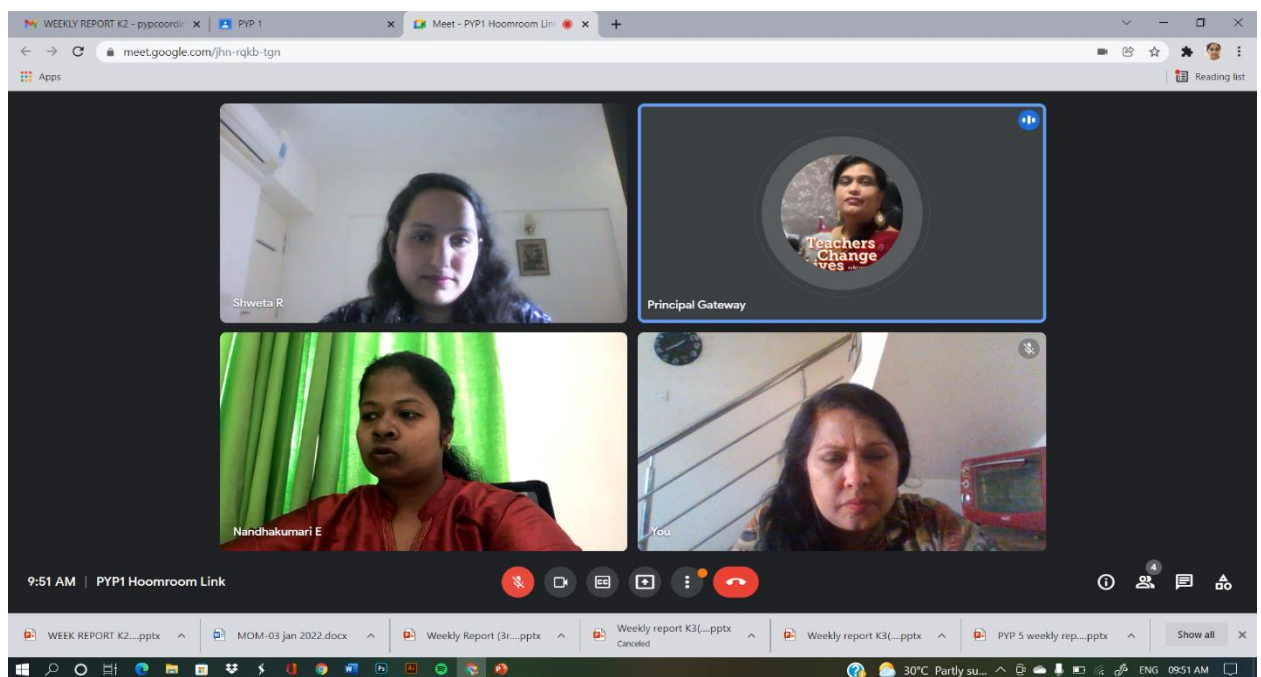 WEEKLY REPORT K2 - pypcoordin
PYP 1
Meet - PYP1 Hoomroom Link
meet.google.com/jhn-rqkb-tgn
Apps
Reading list
Teachers
Change
Lives
Shweta R
Principal Gateway
Nandhakumari E
You
9:51 AM | PYP1 Hoomroom Link
CC
4
WEEK REPORT K2....pptx
MOM-03 jan 2022.docx
Weekly Report (3r....pptx
Weekly report K3(....pptx
Canceled
Weekly report K3(....pptx
PYP 5 weekly rep....pptx
Show all
30°C Partly su...
ENG
09:51 AM